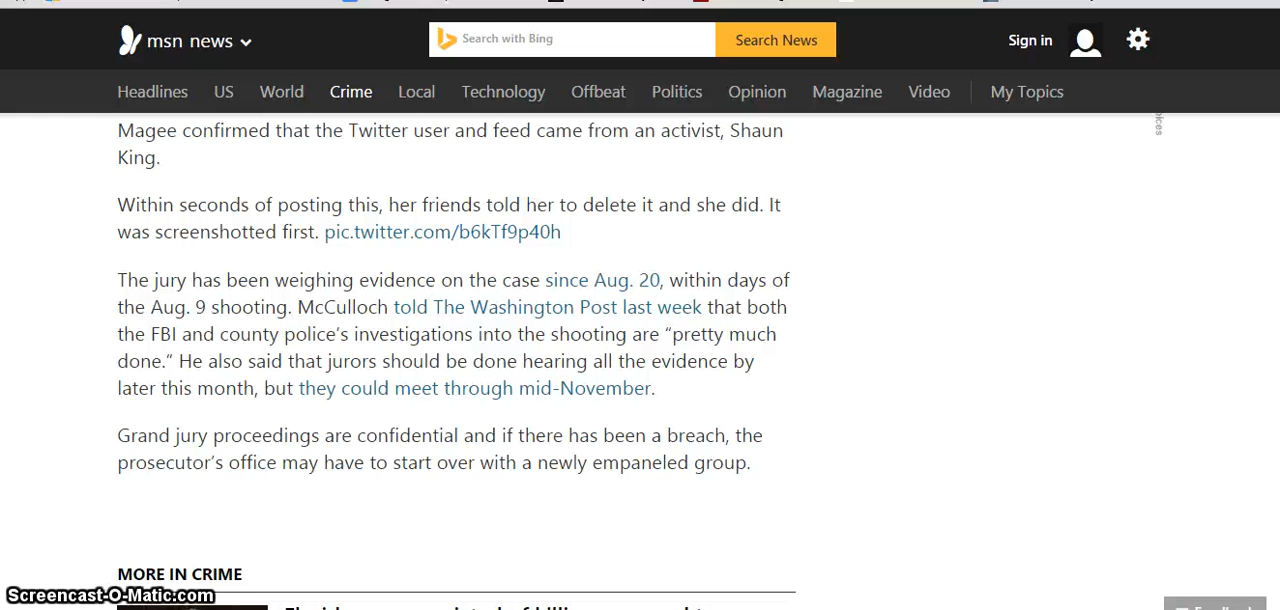 msn news
Search with Bing
Search News
Sign in
Headlines US World Crime Local Technology Offbeat Politics Opinion Magazine Video My Topics
Magee confirmed that the Twitter user and feed came from an activist, Shaun
King.
Within seconds of posting this, her friends told her to delete it and she did. It
was screenshotted first. pic.twitter.com/b6kTf9p40h
The jury has been weighing evidence on the case since Aug. 20, within days of
the Aug. 9 shooting. McCulloch told The Washington Post last week that both
the FBI and county police’s investigations into the shooting are “pretty much
done.” He also said that jurors should be done hearing all the evidence by
later this month, but they could meet through mid-November.
Grand jury proceedings are confidential and if there has been a breach, the
prosecutor’s office may have to start over with a newly empaneled group.
MORE IN CRIME
Screencast-O-Matic.com